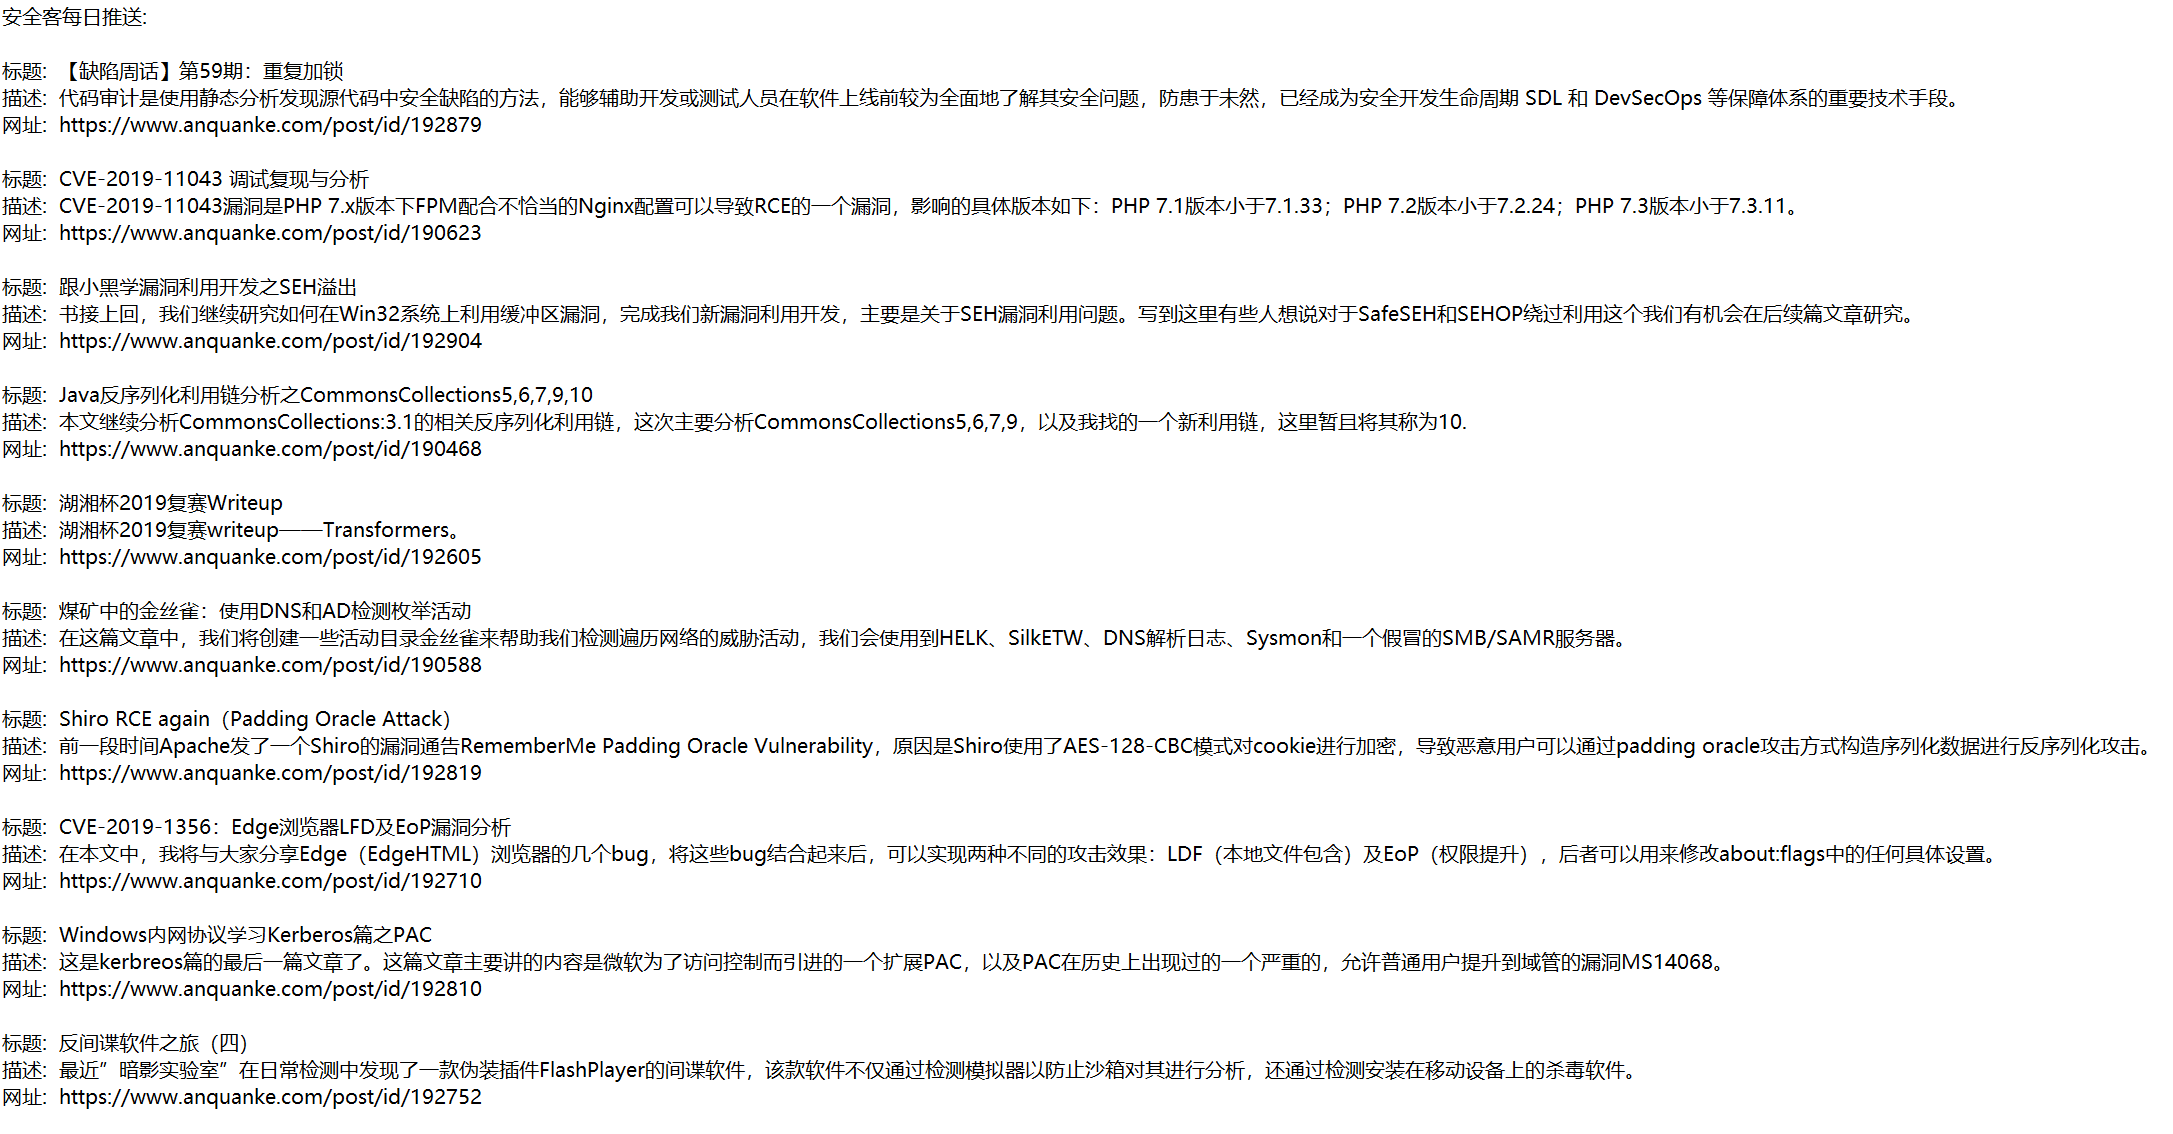 安全客每日推送:
标题: 【缺陷周话】第59期：重复加锁
描述: 代码审计是使用静态分析发现源代码中安全缺陷的方法，能够辅助开发或测试人员在软件上线前较为全面地了解其安全问题，防患于未然，已经成为安全开发生命周期 SDL 和 DevSecOps 等保障体系的重要技术手段。
网址: https://www.anquanke.com/post/id/192879
标题: CVE-2019-11043 调试复现与分析
描述: CVE-2019-11043漏洞是PHP 7.x版本下FPM配合不恰当的Nginx配置可以导致RCE的一个漏洞，影响的具体版本如下：PHP 7.1版本小于7.1.33；PHP 7.2版本小于7.2.24；PHP 7.3版本小于7.3.11。
网址: https://www.anquanke.com/post/id/190623
标题: 跟小黑学漏洞利用开发之SEH溢出
描述: 书接上回，我们继续研究如何在Win32系统上利用缓冲区漏洞，完成我们新漏洞利用开发，主要是关于SEH漏洞利用问题。写到这里有些人想说对于SafeSEH和SEHOP绕过利用这个我们有机会在后续篇文章研究。
网址: https://www.anquanke.com/post/id/192904
标题: Java反序列化利用链分析之CommonsCollections5,6,7,9,10
描述: 本文继续分析CommonsCollections:3.1的相关反序列化利用链，这次主要分析CommonsCollections5,6,7,9，以及我找的一个新利用链，这里暂且将其称为10.
网址: https://www.anquanke.com/post/id/190468
标题: 湖湘杯2019复赛Writeup
描述: 湖湘杯2019复赛writeup——Transformers。
网址: https://www.anquanke.com/post/id/192605
标题: 煤矿中的金丝雀：使用DNS和AD检测枚举活动
描述: 在这篇文章中，我们将创建一些活动目录金丝雀来帮助我们检测遍历网络的威胁活动，我们会使用到HELK、SilkETW、DNS解析日志、Sysmon和一个假冒的SMB/SAMR服务器。
网址: https://www.anquanke.com/post/id/190588
标题: Shiro RCE again（Padding Oracle Attack）
描述: 前一段时间Apache发了一个Shiro的漏洞通告RememberMe Padding Oracle Vulnerability，原因是Shiro使用了AES-128-CBC模式对cookie进行加密，导致恶意用户可以通过padding oracle攻击方式构造序列化数据进行反序列化攻击。
网址: https://www.anquanke.com/post/id/192819
标题: CVE-2019-1356：Edge浏览器LFD及EoP漏洞分析
描述: 在本文中，我将与大家分享Edge（EdgeHTML）浏览器的几个bug，将这些bug结合起来后，可以实现两种不同的攻击效果：LDF（本地文件包含）及EoP（权限提升），后者可以用来修改about:flags中的任何具体设置。
网址: https://www.anquanke.com/post/id/192710
标题: Windows内网协议学习Kerberos篇之PAC
描述: 这是kerbreos篇的最后一篇文章了。这篇文章主要讲的内容是微软为了访问控制而引进的一个扩展PAC，以及PAC在历史上出现过的一个严重的，允许普通用户提升到域管的漏洞MS14068。
网址: https://www.anquanke.com/post/id/192810
标题: 反间谍软件之旅（四）
描述: 最近”暗影实验室”在日常检测中发现了一款伪装插件FlashPlayer的间谍软件，该款软件不仅通过检测模拟器以防止沙箱对其进行分析，还通过检测安装在移动设备上的杀毒软件。
网址: https://www.anquanke.com/post/id/192752